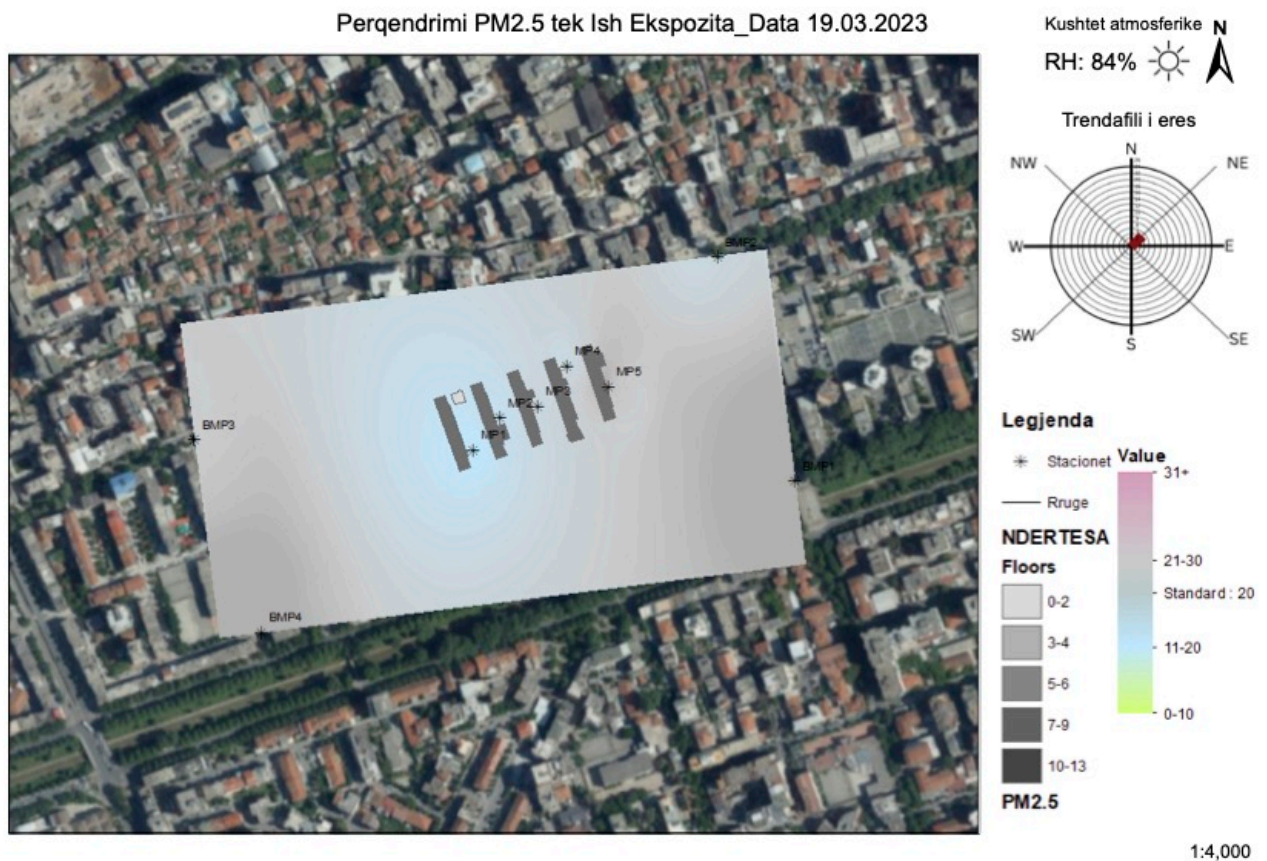 Perqendrimi PM2.5 tek Ish Ekspozita_Data 19.03.2023
Kushtet atmosferike
N
RH: 84%
Trendafili i eres
N
NW
NE
W
E
SW
SE
S
BMP2
MP4
MP5
MP3
MP2
MP1
BMP3
BMP1
BMP4
Legjenda
Stacionet
Rruge
NDERTESA
Floors
0-2
3-4
5-6
7-9
10-13
PM2.5
Value
31+
21-30
Standard : 20
11-20
0-10
1:4,000